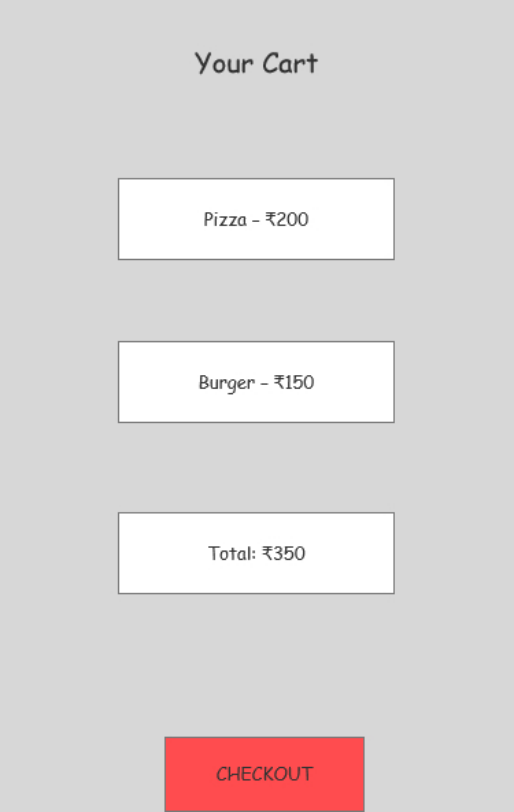 Your Cart
Pizza – ₹200
Burger – ₹150
Total: ₹350
CHECKOUT